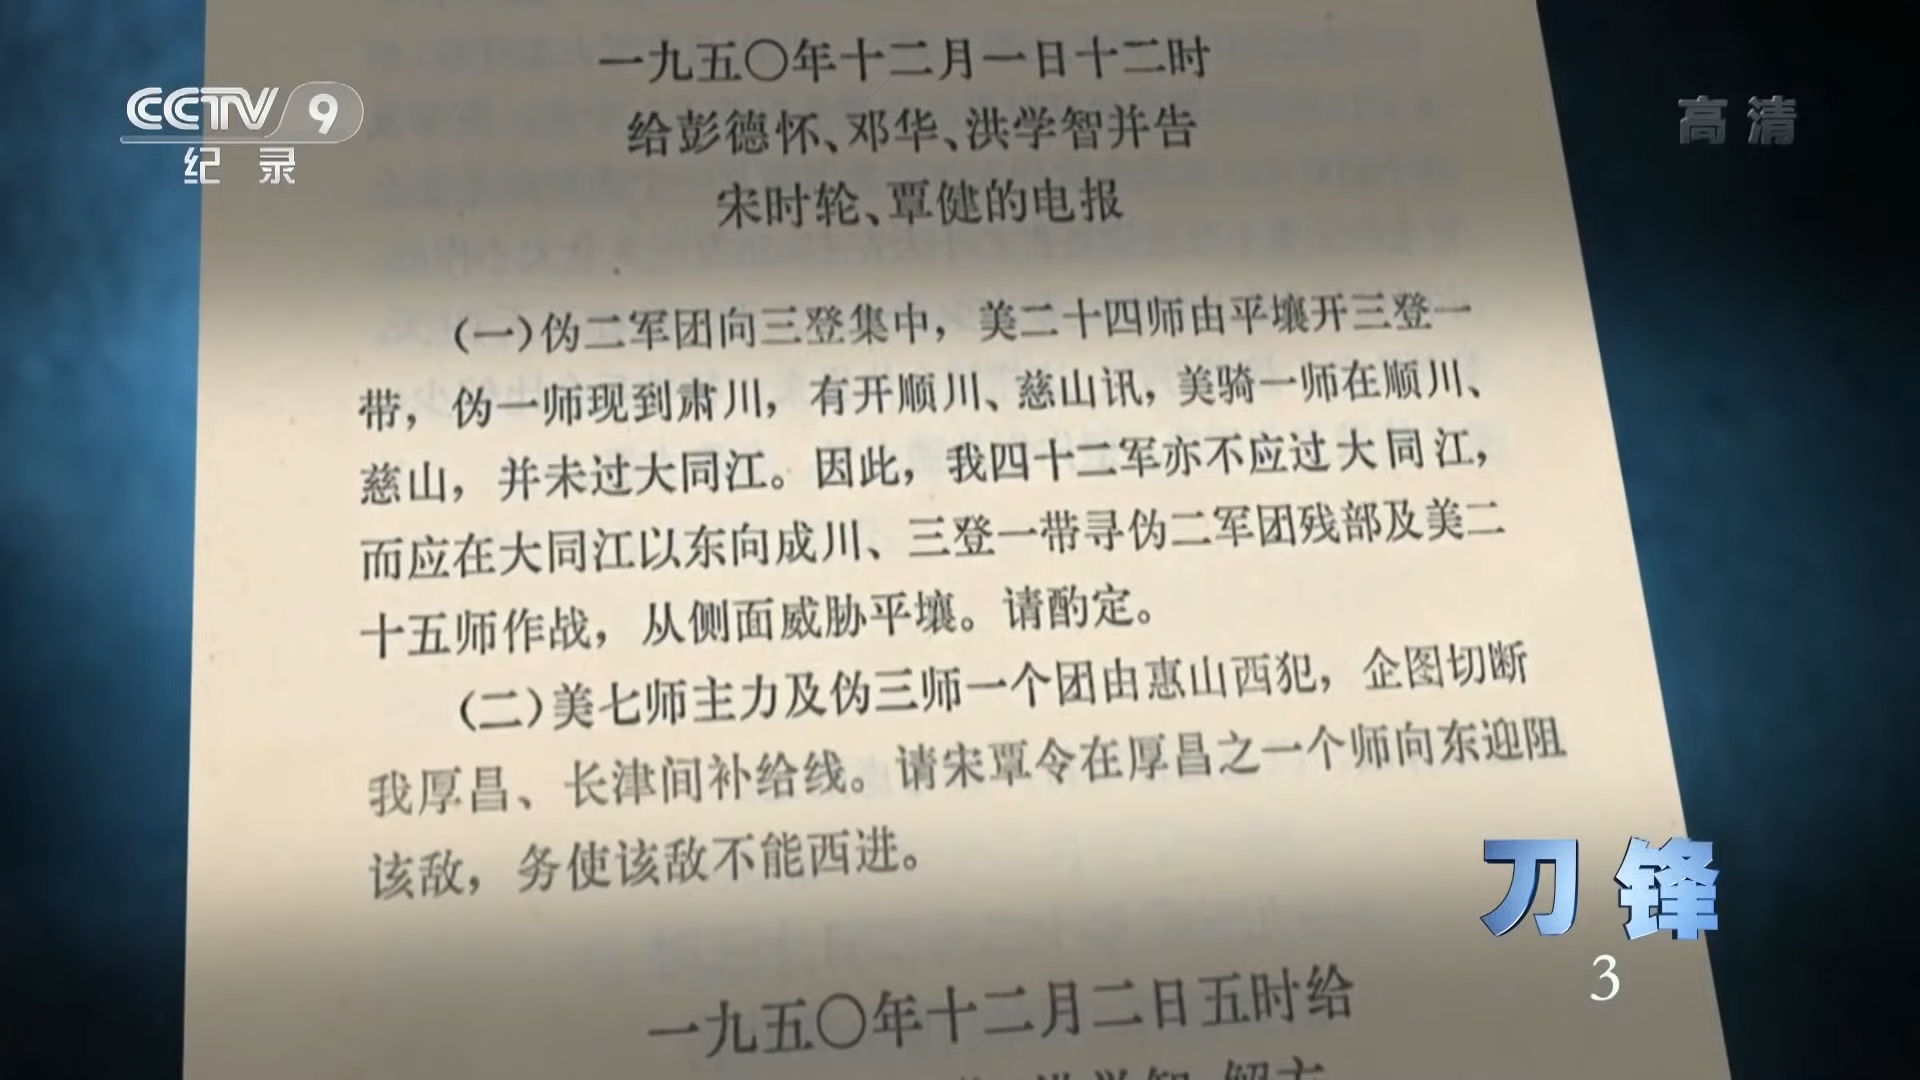 CCTV 9
纪录
高清
一九五〇年十二月一日十二时
给彭德怀、邓华、洪学智并告
宋时轮、覃健的电报
(一)伪二军团向三登集中，美二十四师由平壤开三登一
带，伪一师现到肃川，有开顺川、慈山讯，美骑一师在顺川、
慈山，并未过大同江。因此，我四十二军亦不应过大同江，
而应在大同江以东向成川、三登一带寻伪二军团残部及美二
十五师作战，从侧面威胁平壤。请酌定。
(二)美七师主力及伪三师一个团由惠山西犯，企图切断
我厚昌、长津间补给线。请宋覃令在厚昌之一个师向东迎阻
该敌，务使该敌不能西进。
一九五〇年十二月二日五时给
洪学智 解方
刀锋
3